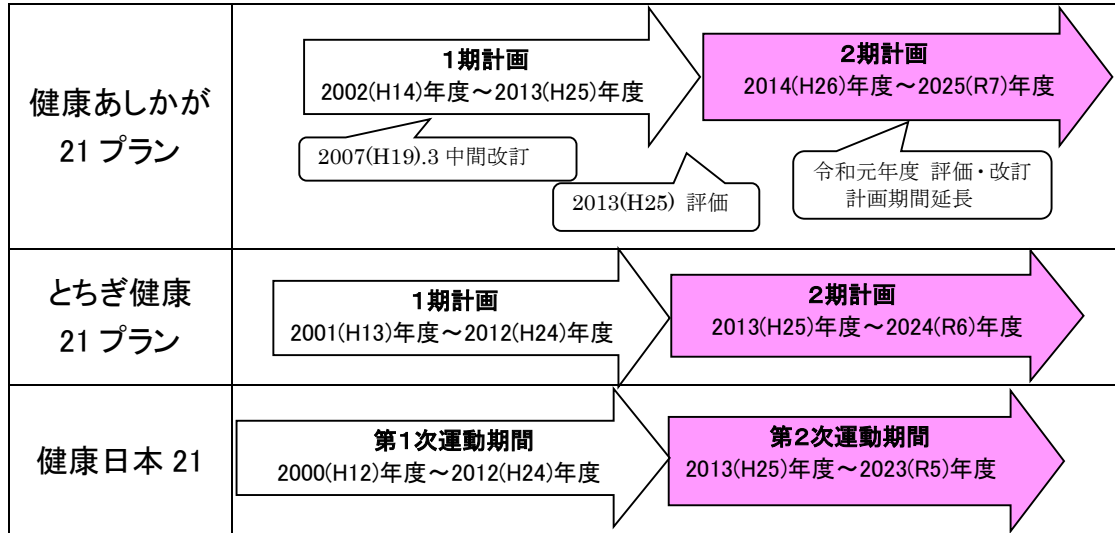 健康あしかが
21 プラン
1期計画
2002(H14)年度～2013(H25)年度
2期計画
2014(H26)年度～2025(R7)年度
2007(H19).3 中間改訂
2013(H25) 評価
令和元年度 評価・改訂
計画期間延長
とちぎ健康
21 プラン
1期計画
2001(H13)年度～2012(H24)年度
2期計画
2013(H25)年度～2024(R6)年度
健康日本 21
第1次運動期間
2000(H12)年度～2012(H24)年度
第2次運動期間
2013(H25)年度～2023(R5)年度